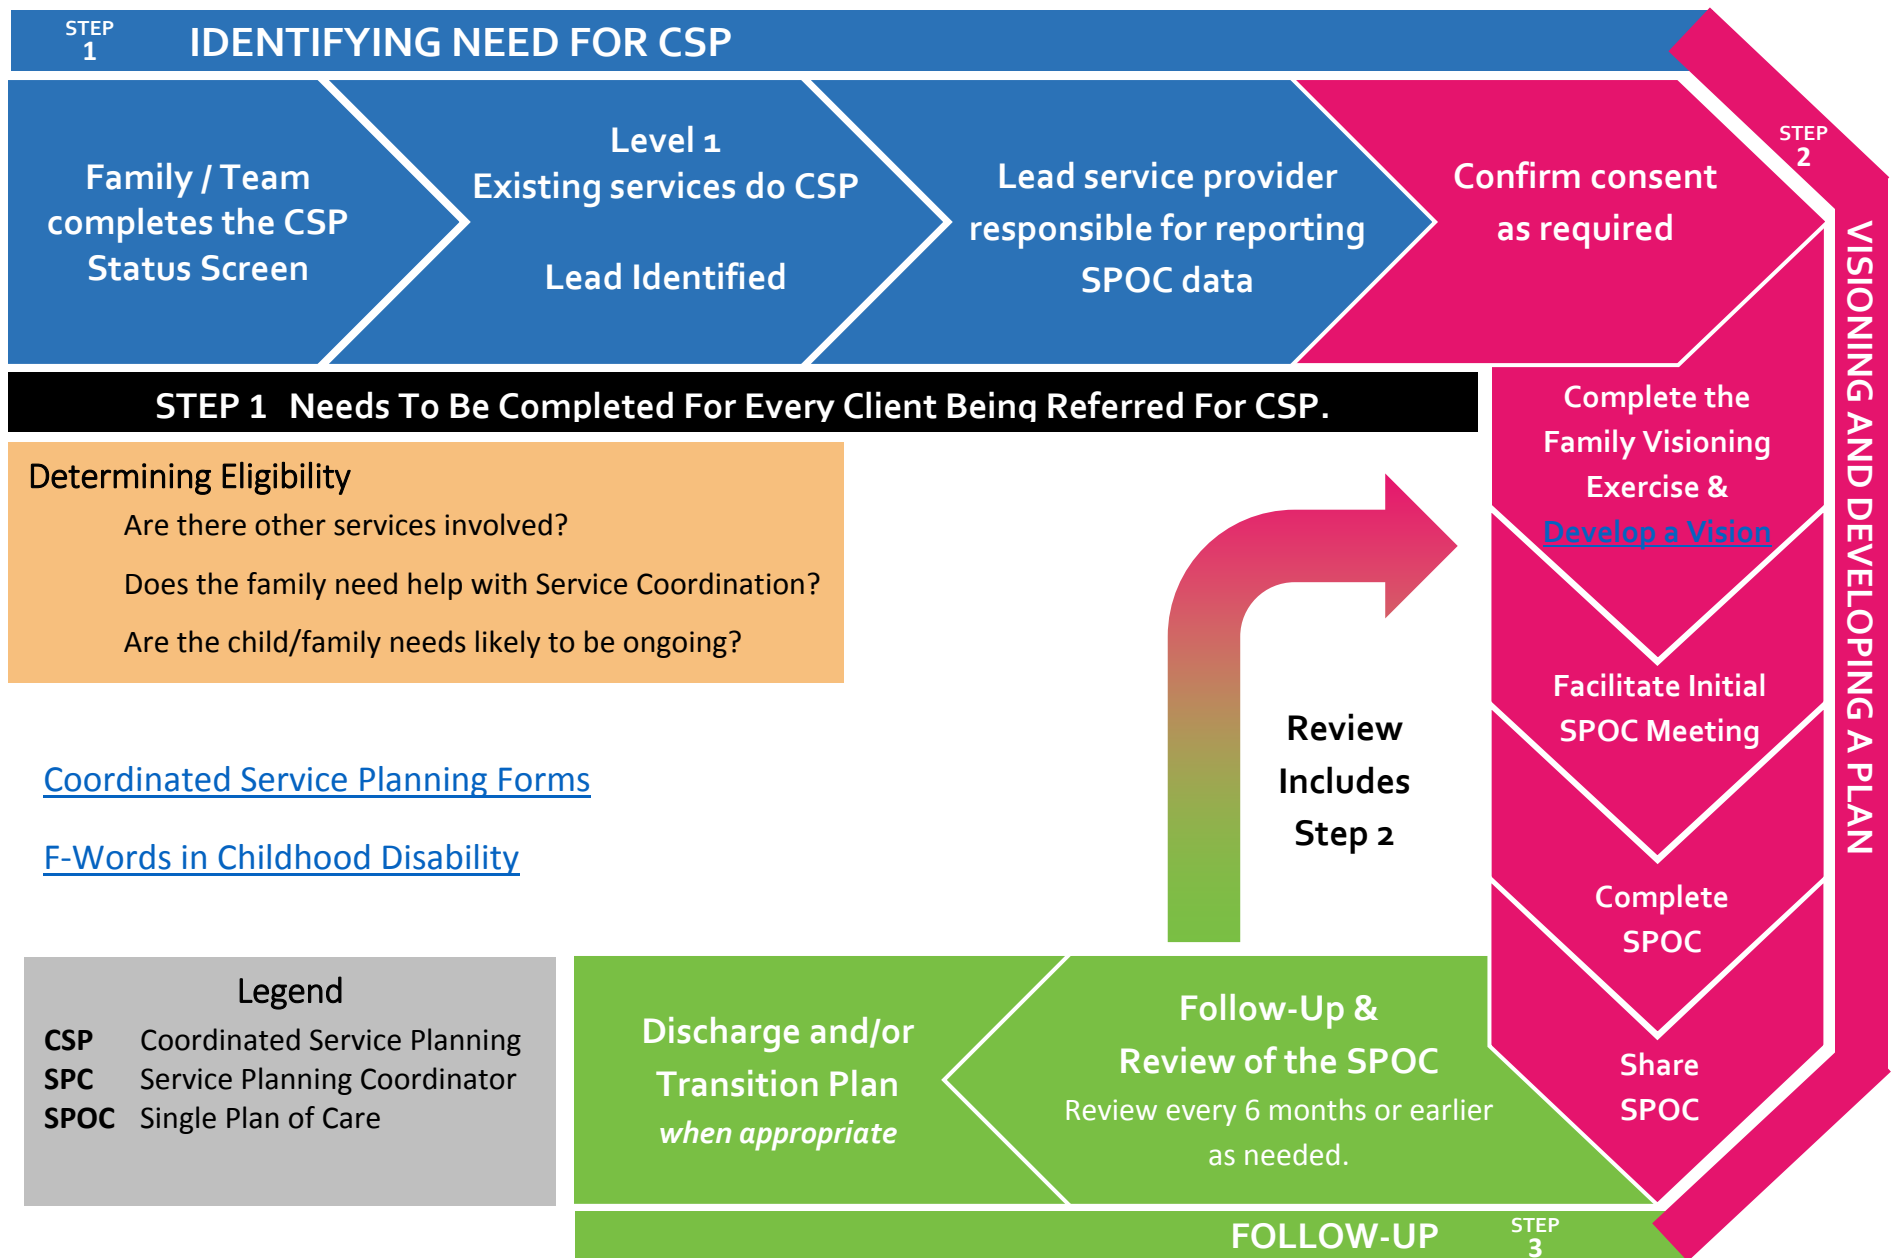 STEP
1
IDENTIFYING NEED FOR CSP
Family / Team
completes the CSP
Status Screen
Level 1
Existing services do CSP
Lead Identified
Lead service provider
responsible for reporting
SPOC data
Confirm consent
as required
STEP
2
VISIONING AND DEVELOPING A PLAN
STEP 1 Needs To Be Completed For Every Client Being Referred For CSP.
Complete the
Family Visioning
Exercise &
Develop a Vision
Facilitate Initial
SPOC Meeting
Complete
SPOC
Share
SPOC
Determining Eligibility
Are there other services involved?
Does the family need help with Service Coordination?
Are the child/family needs likely to be ongoing?
Review
Includes
Step 2
Coordinated Service Planning Forms
F-Words in Childhood Disability
Legend
CSP Coordinated Service Planning
SPC Service Planning Coordinator
SPOC Single Plan of Care
Discharge and/or
Transition Plan
when appropriate
Follow-Up &
Review of the SPOC
Review every 6 months or earlier
as needed.
FOLLOW-UP
STEP
3